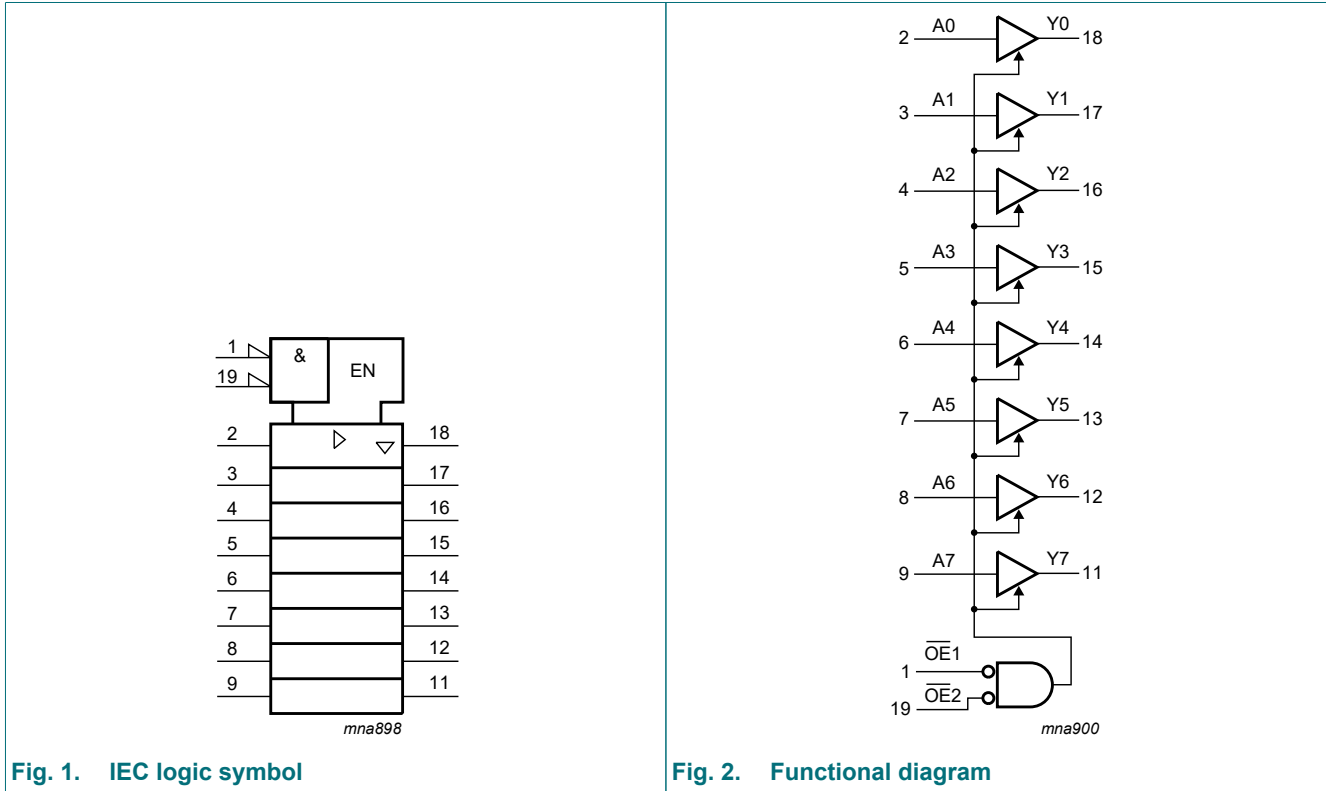 1
&
EN
19
2 18
3 17
4 16
5 15
6 14
7 13
8 12
9 11
mna898
Fig. 1. IEC logic symbol
2 A0 Y0 18
3 A1 Y1 17
4 A2 Y2 16
5 A3 Y3 15
6 A4 Y4 14
7 A5 Y5 13
8 A6 Y6 12
9 A7 Y7 11
1 O̅E̅1
19 O̅E̅2
mna900
Fig. 2. Functional diagram